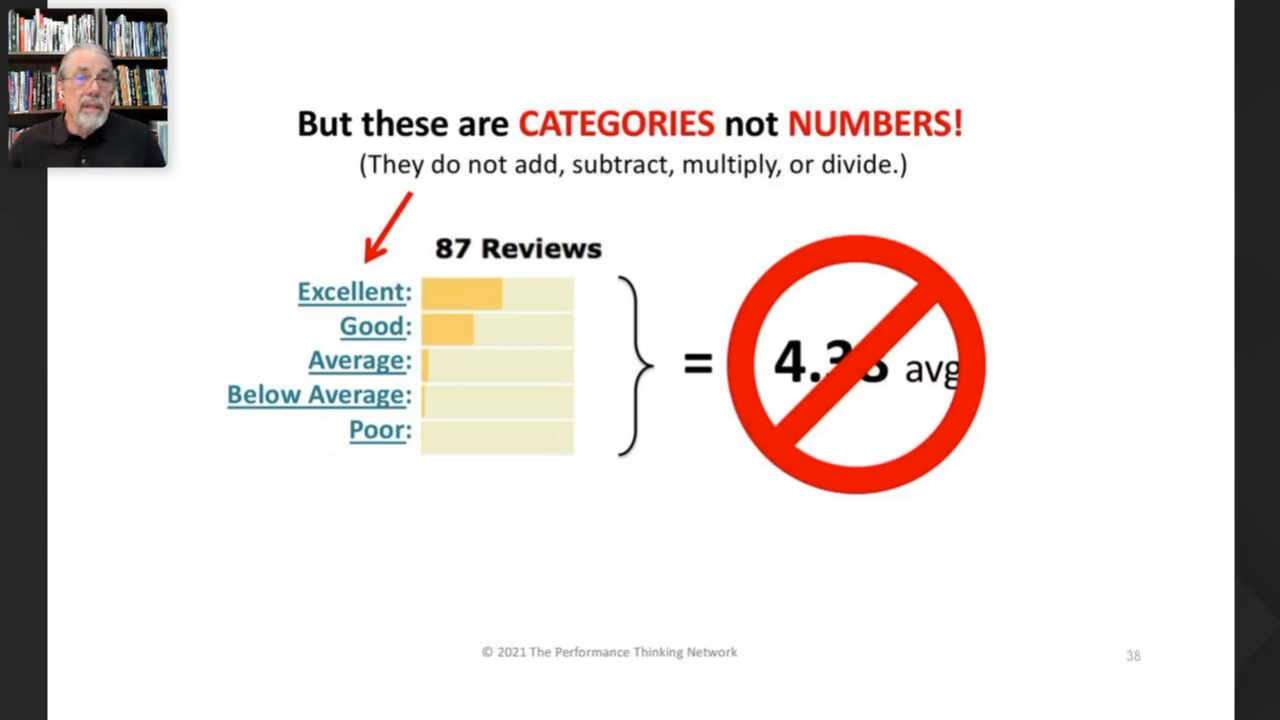 But these are CATEGORIES not NUMBERS!
(They do not add, subtract, multiply, or divide.)
87 Reviews
Excellent:
Good:
Average:
Below Average:
Poor:
= avg
© 2021 The Performance Thinking Network
38